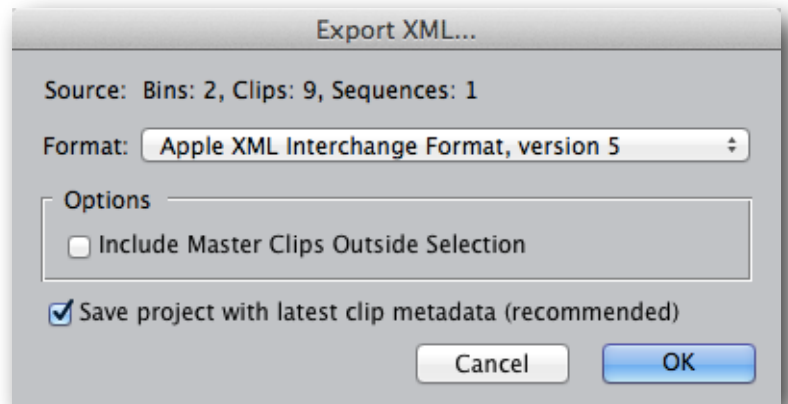 Export XML...
Source: Bins: 2, Clips: 9, Sequences: 1
Format: Apple XML Interchange Format, version 5
Options
Include Master Clips Outside Selection
Save project with latest clip metadata (recommended)
Cancel OK